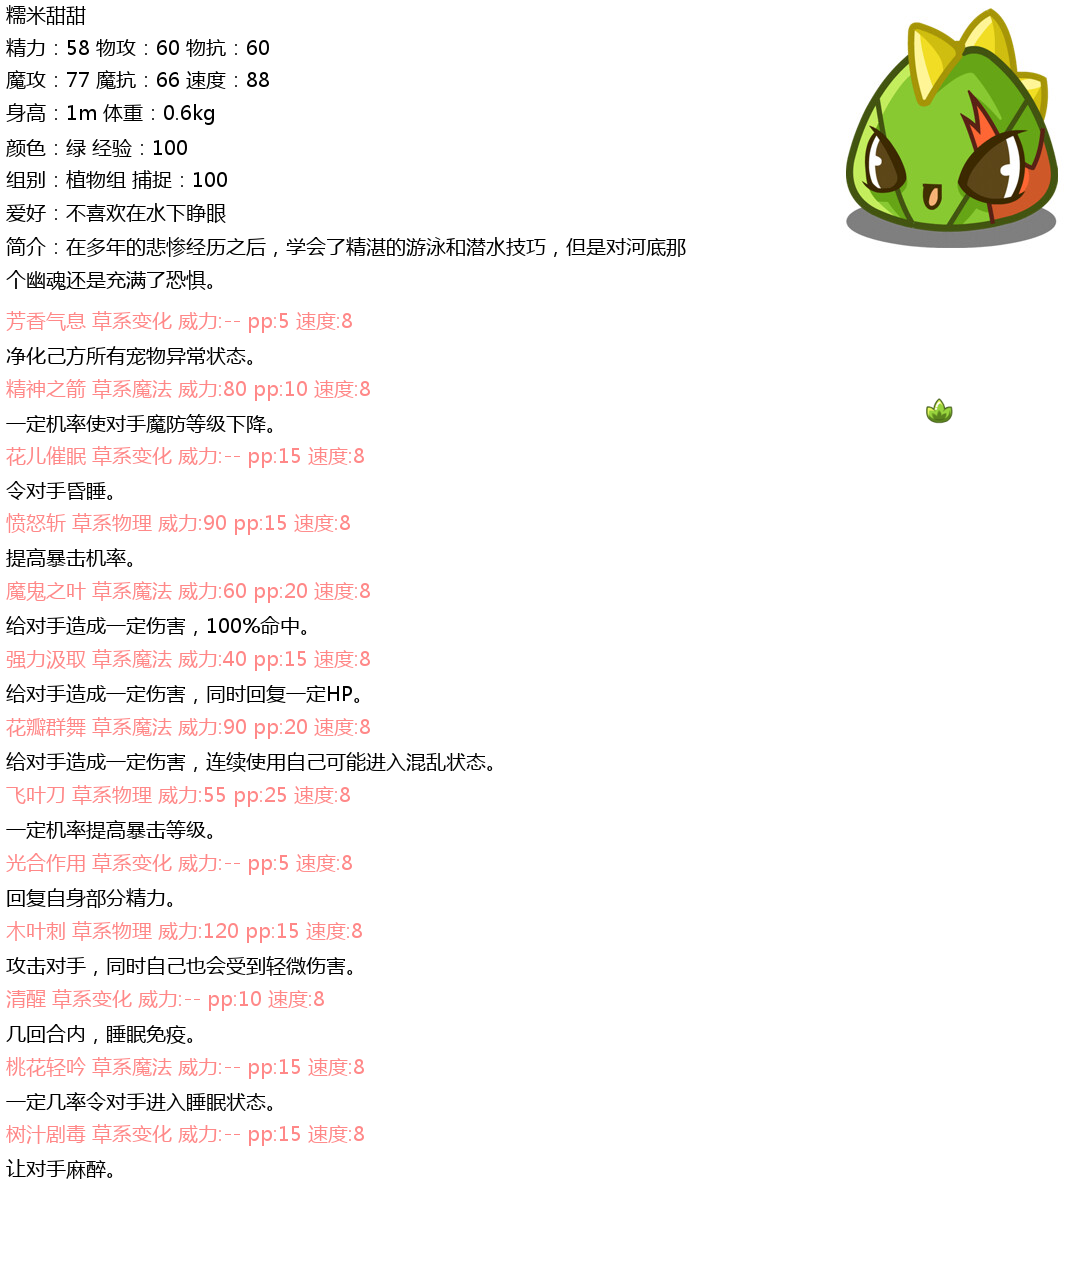 糯米甜甜
精力：58 物攻：60 物抗：60
魔攻：77 魔抗：66 速度：88
身高：1m 体重：0.6kg
颜色：绿 经验：100
组别：植物组 捕捉：100
爱好：不喜欢在水下睁眼
简介：在多年的悲惨经历之后，学会了精湛的游泳和潜水技巧，但是对河底那
个幽魂还是充满了恐惧。
芳香气息 草系变化 威力:-- pp:5 速度:8
净化己方所有宠物异常状态。
精神之箭 草系魔法 威力:80 pp:10 速度:8
一定机率使对手魔防等级下降。
花儿催眠 草系变化 威力:-- pp:15 速度:8
令对手昏睡。
愤怒斩 草系物理 威力:90 pp:15 速度:8
提高暴击机率。
魔鬼之叶 草系魔法 威力:60 pp:20 速度:8
给对手造成一定伤害，100%命中。
强力汲取 草系魔法 威力:40 pp:15 速度:8
给对手造成一定伤害，同时回复一定HP。
花瓣群舞 草系魔法 威力:90 pp:20 速度:8
给对手造成一定伤害，连续使用自己可能进入混乱状态。
飞叶刀 草系物理 威力:55 pp:25 速度:8
一定机率提高暴击等级。
光合作用 草系变化 威力:-- pp:5 速度:8
回复自身部分精力。
木叶刺 草系物理 威力:120 pp:15 速度:8
攻击对手，同时自己也会受到轻微伤害。
清醒 草系变化 威力:-- pp:10 速度:8
几回合内，睡眠免疫。
桃花轻吟 草系魔法 威力:-- pp:15 速度:8
一定几率令对手进入睡眠状态。
树汁剧毒 草系变化 威力:-- pp:15 速度:8
让对手麻醉。